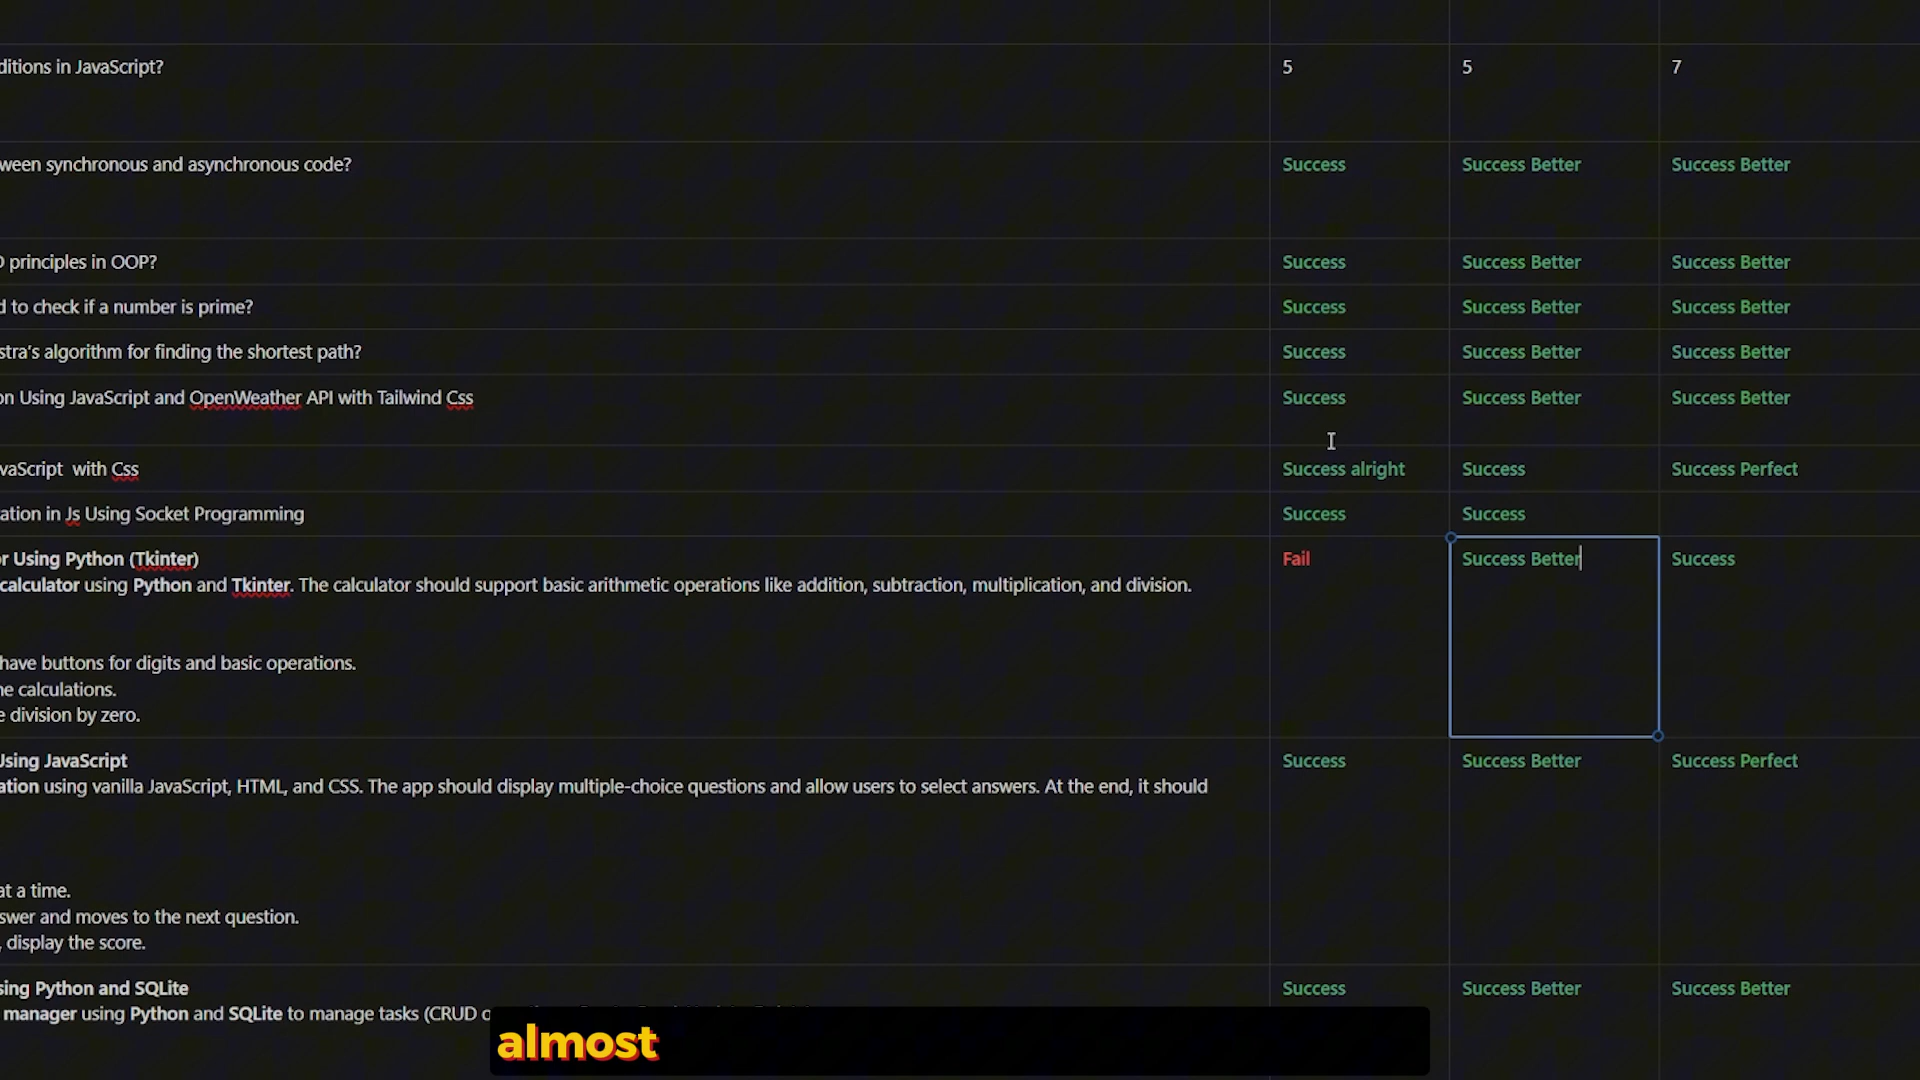 ditions in JavaScript? 5 5 7
ween synchronous and asynchronous code? Success Success Better Success Better
principles in OOP? Success Success Better Success Better
d to check if a number is prime? Success Success Better Success Better
stra's algorithm for finding the shortest path? Success Success Better Success Better
on Using JavaScript and OpenWeather API with Tailwind Css Success Success Better Success Better
vaScript with Css Success alright Success Success Perfect
ation in Js Using Socket Programming Success Success
or Using Python (Tkinter) Fail Success Better Success
calculator using Python and Tkinter. The calculator should support basic arithmetic operations like addition, subtraction, multiplication, and division.
have buttons for digits and basic operations.
ne calculations.
e division by zero.
Using JavaScript Success Success Better Success Perfect
ation using vanilla JavaScript, HTML, and CSS. The app should display multiple-choice questions and allow users to select answers. At the end, it should
at a time.
swer and moves to the next question.
, display the score.
sing Python and SQLite Success Success Better Success Better
manager using Python and SQLite to manage tasks (CRUD
almost